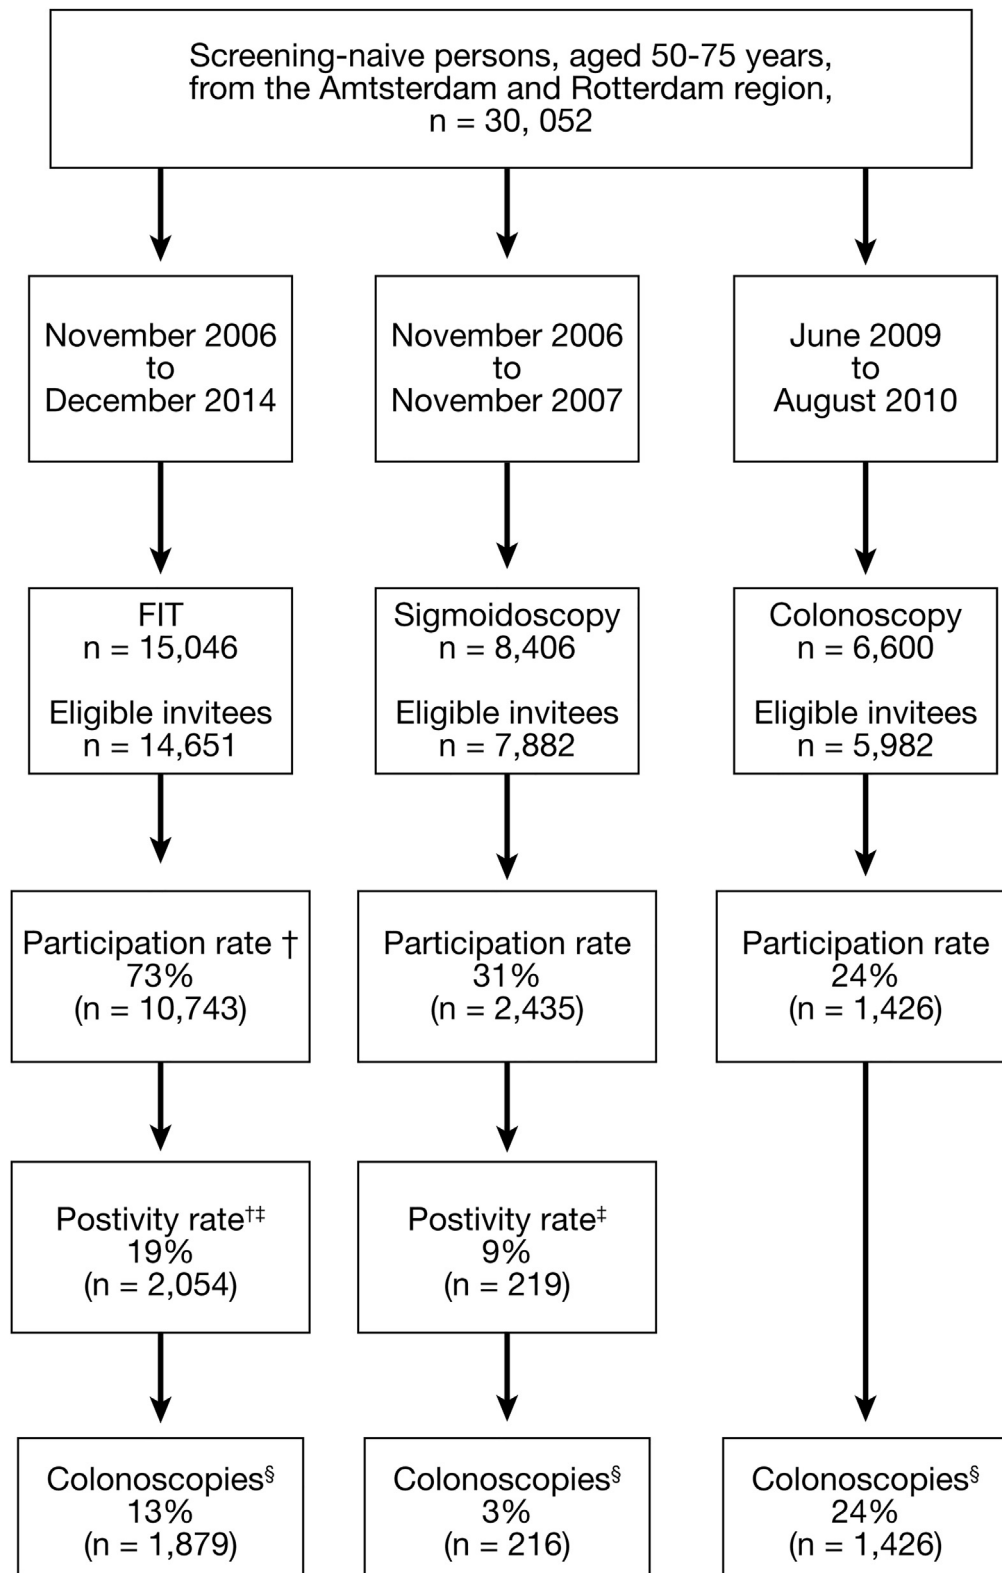 Screening-naive persons, aged 50-75 years,
from the Amtsterdam and Rotterdam region,
n = 30, 052
November 2006
to
December 2014
November 2006
to
November 2007
June 2009
to
August 2010
FIT
n = 15,046
Eligible invitees
n = 14,651
Sigmoidoscopy
n = 8,406
Eligible invitees
n = 7,882
Colonoscopy
n = 6,600
Eligible invitees
n = 5,982
Participation rate †
73%
(n = 10,743)
Participation rate
31%
(n = 2,435)
Participation rate
24%
(n = 1,426)
Postivity rate†‡
19%
(n = 2,054)
Postivity rate‡
9%
(n = 219)
Colonoscopies§
13%
(n = 1,879)
Colonoscopies§
3%
(n = 216)
Colonoscopies§
24%
(n = 1,426)